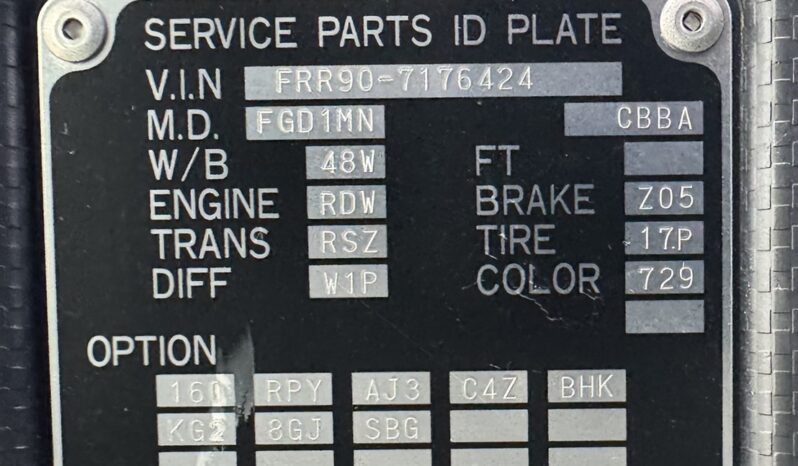 SERVICE PARTS ID PLATE
V.I.N FRR90-7176424
M.D. FGD1MN CBBA
W/B 48W FT
ENGINE RDW BRAKE Z05
TRANS RSZ TIRE 17P
DIFF W1P COLOR 729
OPTION
RPY AJ3 C4Z BHK
KG2 8GJ SBG